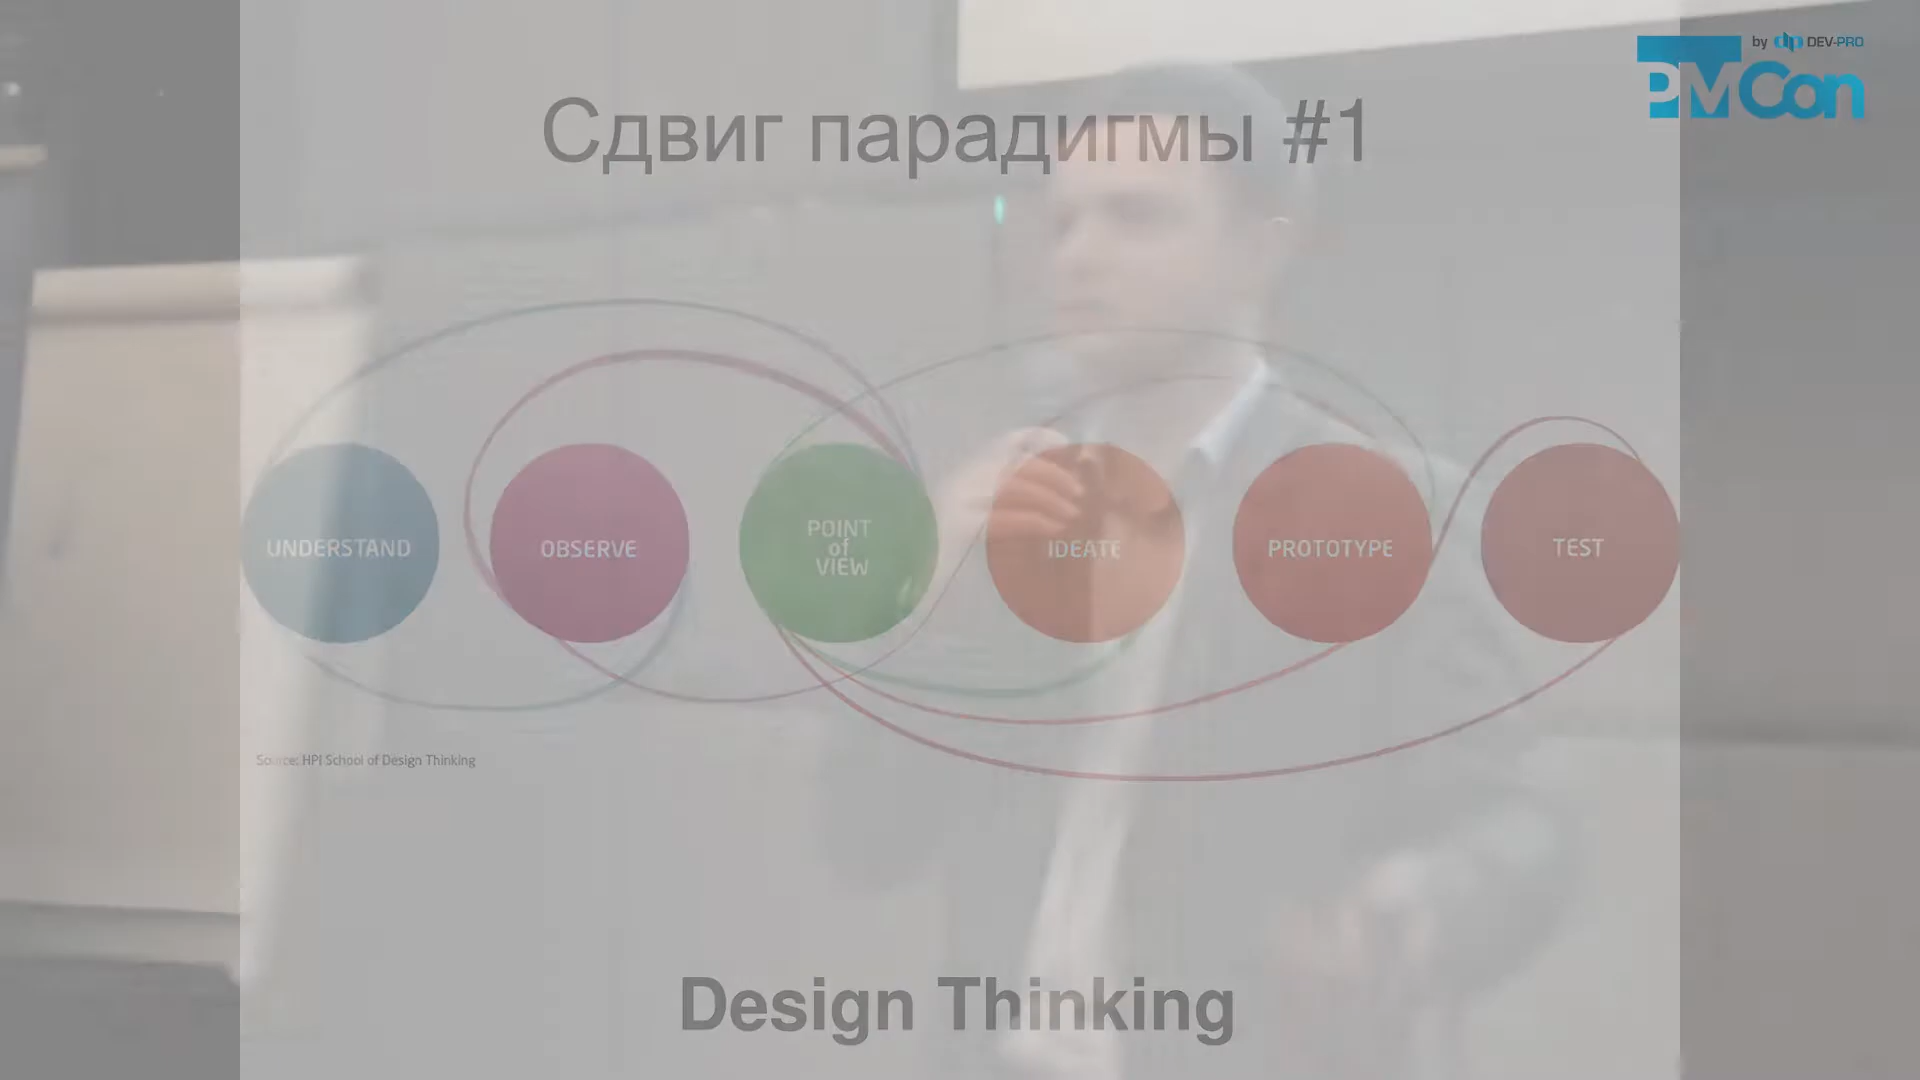 by DEV-PRO
PMCon
Сдвиг парадигмы #1
UNDERSTAND
OBSERVE
POINT
of
VIEW
IDEATE
PROTOTYPE
TEST
Source: HPI School of Design Thinking
Design Thinking